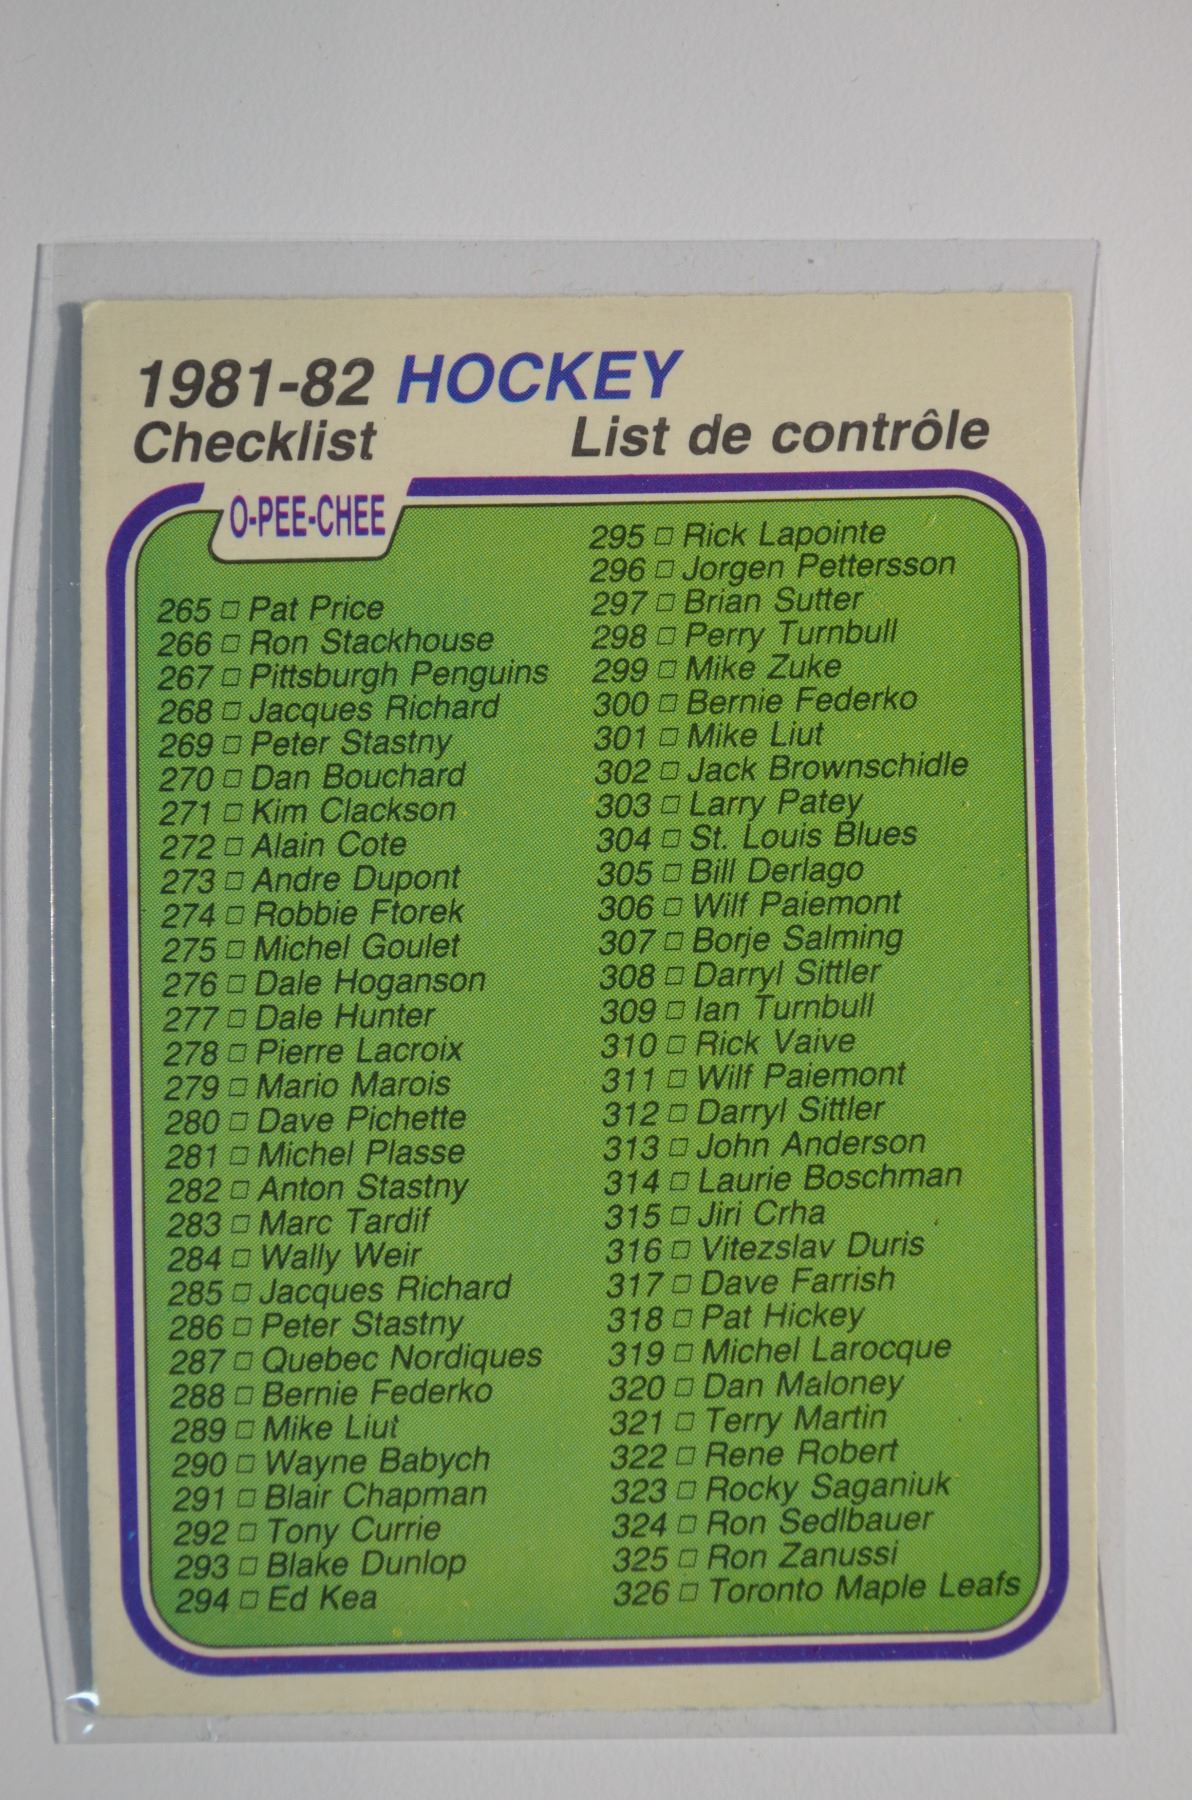 1981-82 HOCKEY
Checklist List de contrôle
O-PEE-CHEE
265 □ Pat Price
266 □ Ron Stackhouse
267 □ Pittsburgh Penguins
268 □ Jacques Richard
269 □ Peter Stastny
270 □ Dan Bouchard
271 □ Kim Clackson
272 □ Alain Cote
273 □ Andre Dupont
274 □ Robbie Ftorek
275 □ Michel Goulet
276 □ Dale Hoganson
277 □ Dale Hunter
278 □ Pierre Lacroix
279 □ Mario Marois
280 □ Dave Pichette
281 □ Michel Plasse
282 □ Anton Stastny
283 □ Marc Tardif
284 □ Wally Weir
285 □ Jacques Richard
286 □ Peter Stastny
287 □ Quebec Nordiques
288 □ Bernie Federko
289 □ Mike Liut
290 □ Wayne Babych
291 □ Blair Chapman
292 □ Tony Currie
293 □ Blake Dunlop
294 □ Ed Kea
295 □ Rick Lapointe
296 □ Jorgen Pettersson
297 □ Brian Sutter
298 □ Perry Turnbull
299 □ Mike Zuke
300 □ Bernie Federko
301 □ Mike Liut
302 □ Jack Brownschidle
303 □ Larry Patey
304 □ St. Louis Blues
305 □ Bill Derlago
306 □ Wilf Paiemont
307 □ Borje Salming
308 □ Darryl Sittler
309 □ Ian Turnbull
310 □ Rick Vaive
311 □ Wilf Paiemont
312 □ Darryl Sittler
313 □ John Anderson
314 □ Laurie Boschman
315 □ Jiri Crha
316 □ Vitezslav Duris
317 □ Dave Farrish
318 □ Pat Hickey
319 □ Michel Larocque
320 □ Dan Maloney
321 □ Terry Martin
322 □ Rene Robert
323 □ Rocky Saganiuk
324 □ Ron Sedlbauer
325 □ Ron Zanussi
326 □ Toronto Maple Leafs